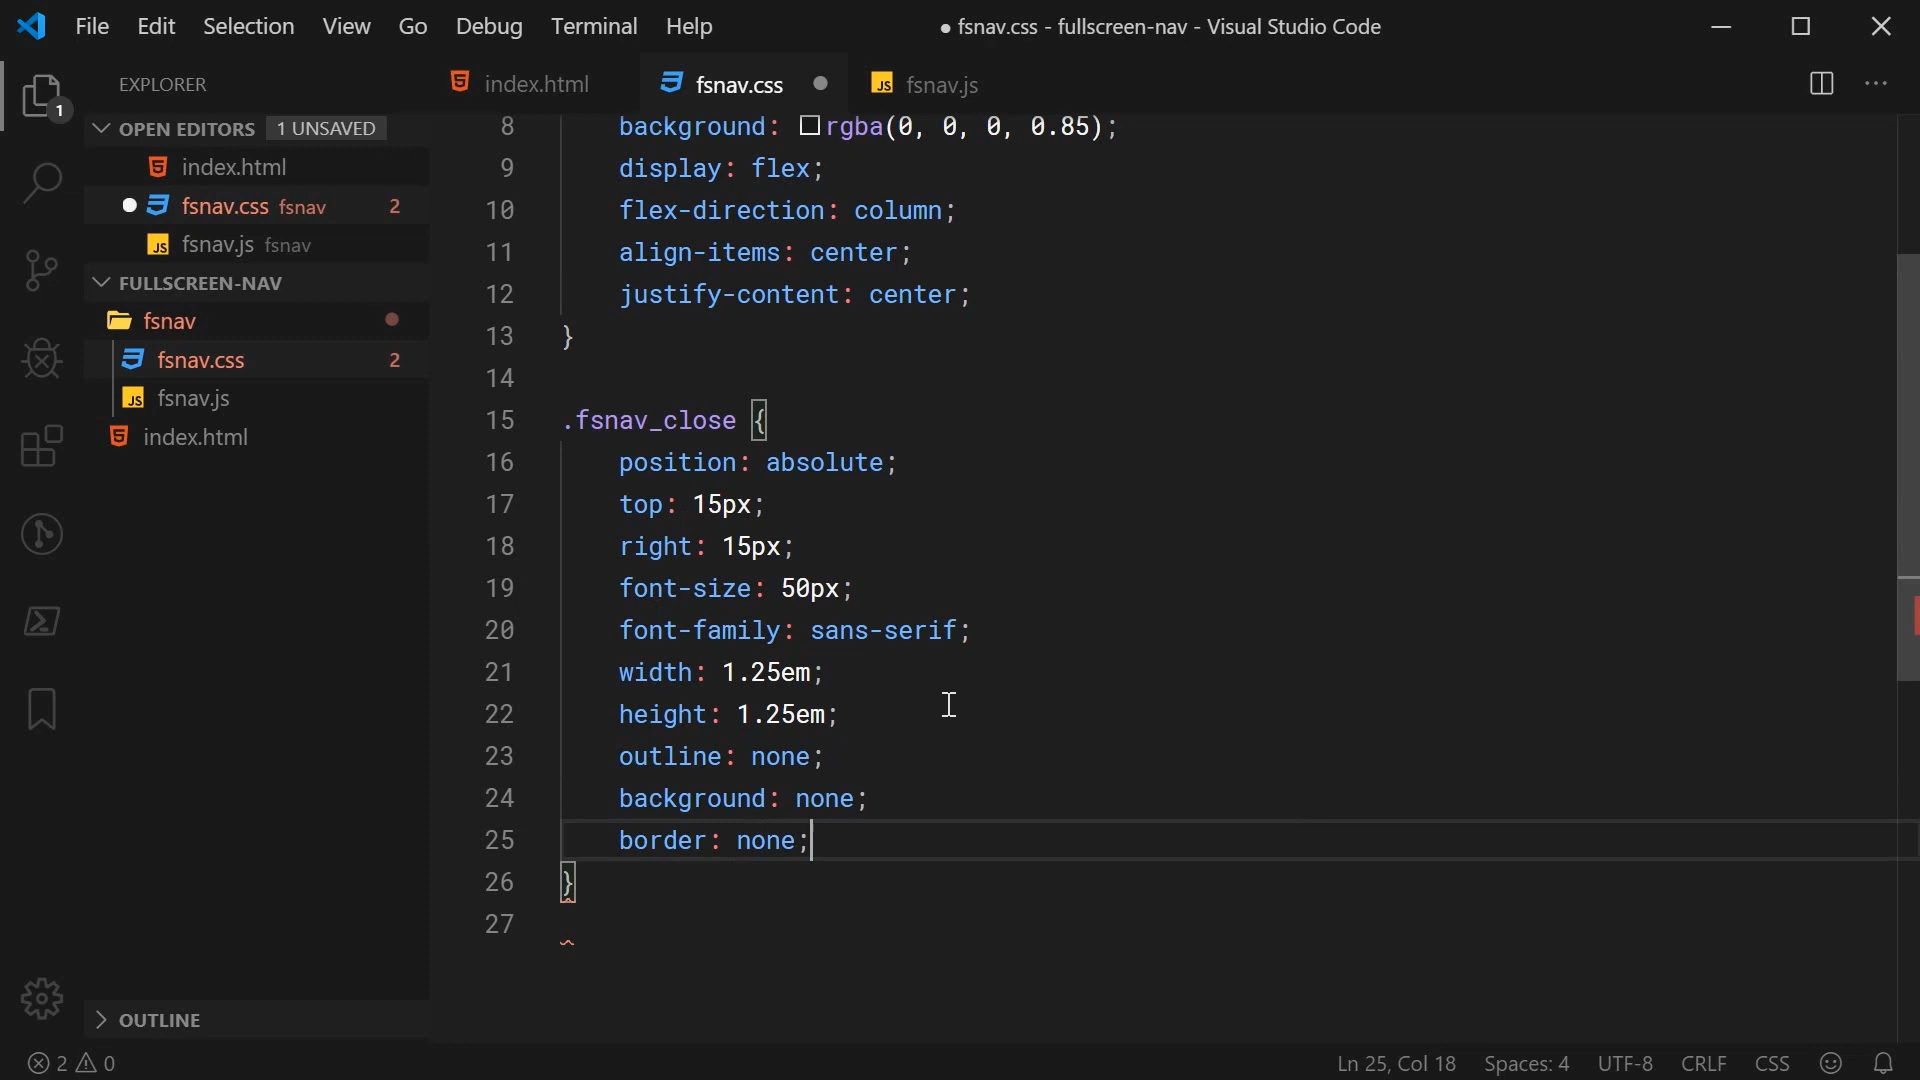 File Edit Selection View Go Debug Terminal Help
● fsnav.css - fullscreen-nav - Visual Studio Code
1
EXPLORER
OPEN EDITORS 1 UNSAVED
index.html
fsnav.css fsnav 2
JS fsnav.js fsnav
FULLSCREEN-NAV
fsnav
fsnav.css 2
JS fsnav.js
index.html
OUTLINE
index.html
fsnav.css
JS fsnav.js
8 background: rgba(0, 0, 0, 0.85);
9 display: flex;
10 flex-direction: column;
11 align-items: center;
12 justify-content: center;
13 }
14
15 .fsnav_close {
16 position: absolute;
17 top: 15px;
18 right: 15px;
19 font-size: 50px;
20 font-family: sans-serif;
21 width: 1.25em;
22 height: 1.25em;
23 outline: none;
24 background: none;
25 border: none;
26 }
27
2 0
Ln 25, Col 18 Spaces: 4 UTF-8 CRLF CSS